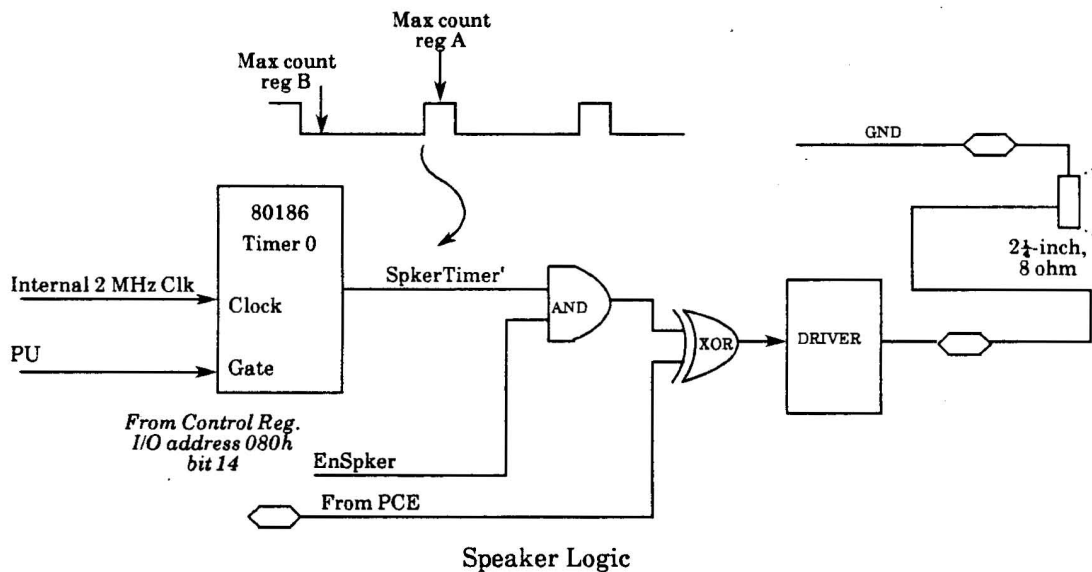 Max count
reg A
Max count
reg B
GND
80186
Timer 0
2¼-inch,
8 ohm
Internal 2 MHz Clk
SpkerTimer'
Clock
AND
XOR
DRIVER
PU
Gate
From Control Reg.
I/O address 080h
bit 14
EnSpker
From PCE
Speaker Logic